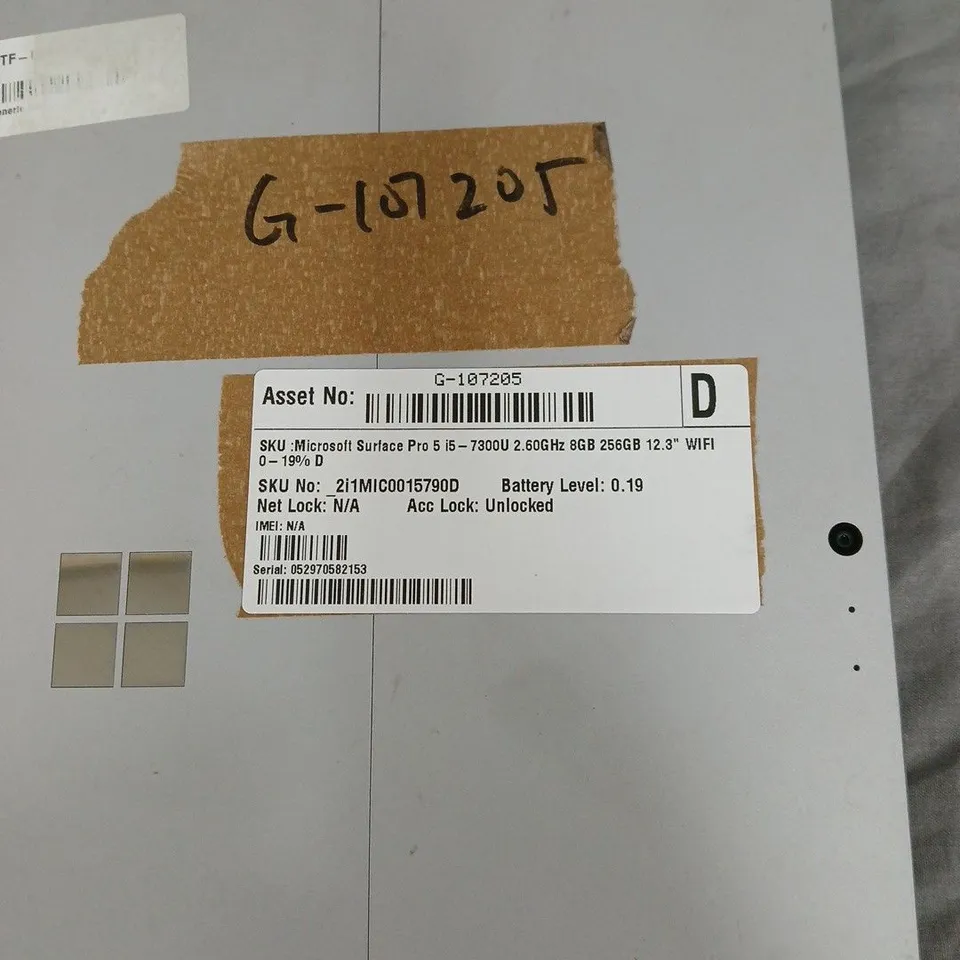 TF-
G-107205
G-107205
Asset No:
D
SKU :Microsoft Surface Pro 5 i5-7300U 2.60GHz 8GB 256GB 12.3" WIFI
0-19% D
SKU No: _2i1MIC0015790D Battery Level: 0.19
Net Lock: N/A Acc Lock: Unlocked
IMEI: N/A
Serial: 052970582153